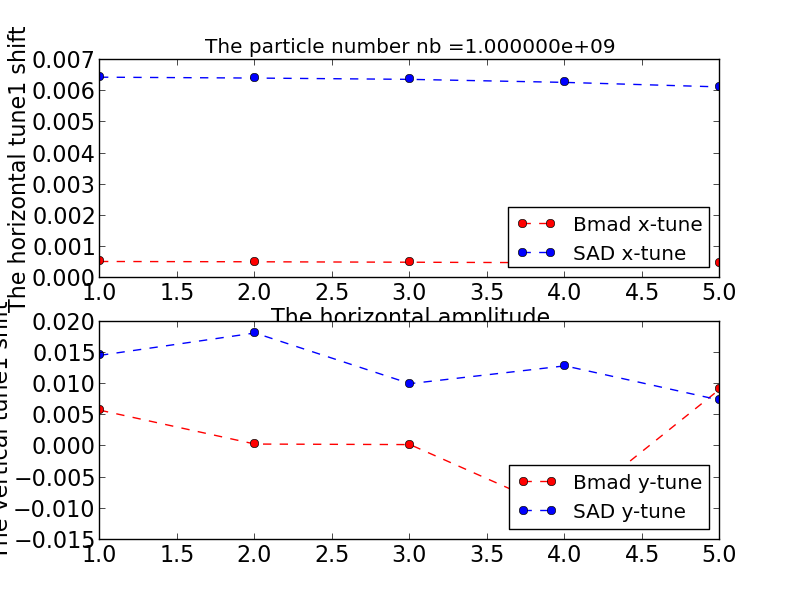 The particle number nb =1.000000e+09
The horizontal tune1 shift
0.007
0.006
0.005
0.004
0.003
0.002
0.001
0.000
Bmad x-tune
SAD x-tune
1.0 1.5 2.0 2.5 3.0 3.5 4.0 4.5 5.0
The horizontal amplitude
The vertical tune1 shift
0.020
0.015
0.010
0.005
0.000
−0.005
−0.010
−0.015
Bmad y-tune
SAD y-tune
1.0 1.5 2.0 2.5 3.0 3.5 4.0 4.5 5.0